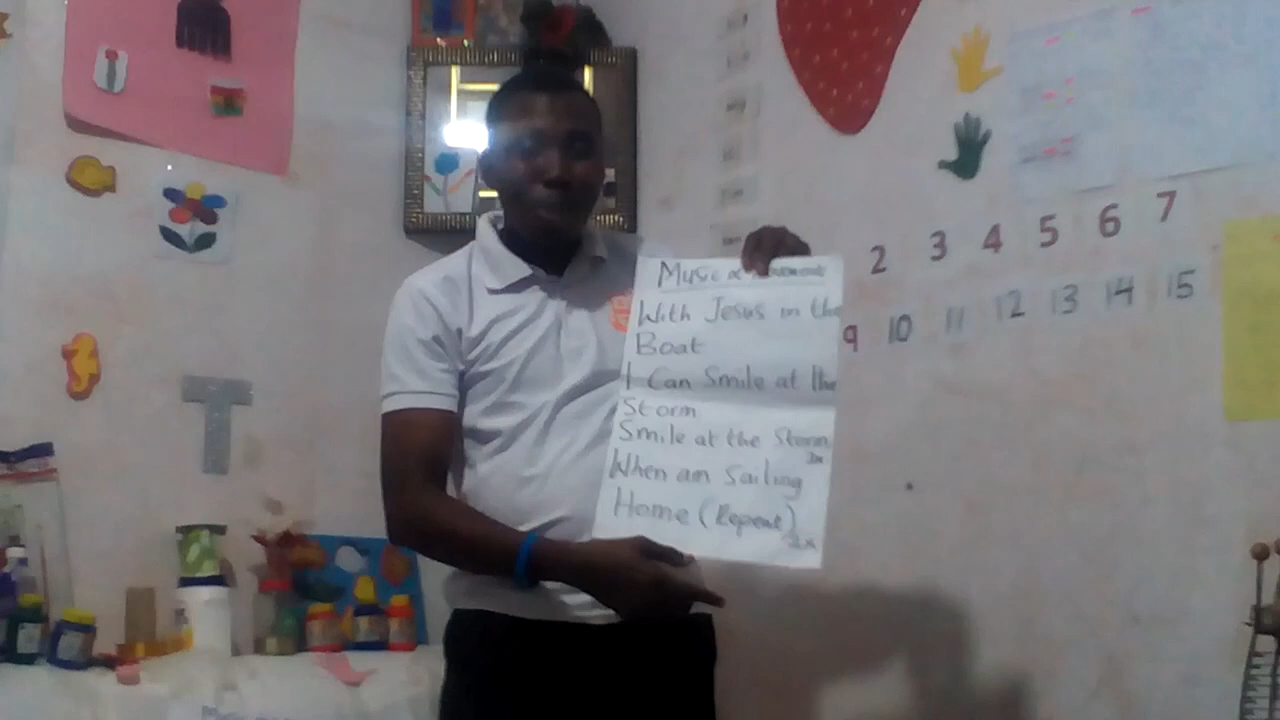 Music & Movement
With Jesus in the
Boat
I Can Smile at the
Storm
Smile at the Storm
2x
When am Sailing
Home (Repeat)
2x
2 3 4 5 6 7
9 10 11 12 13 14 15
T